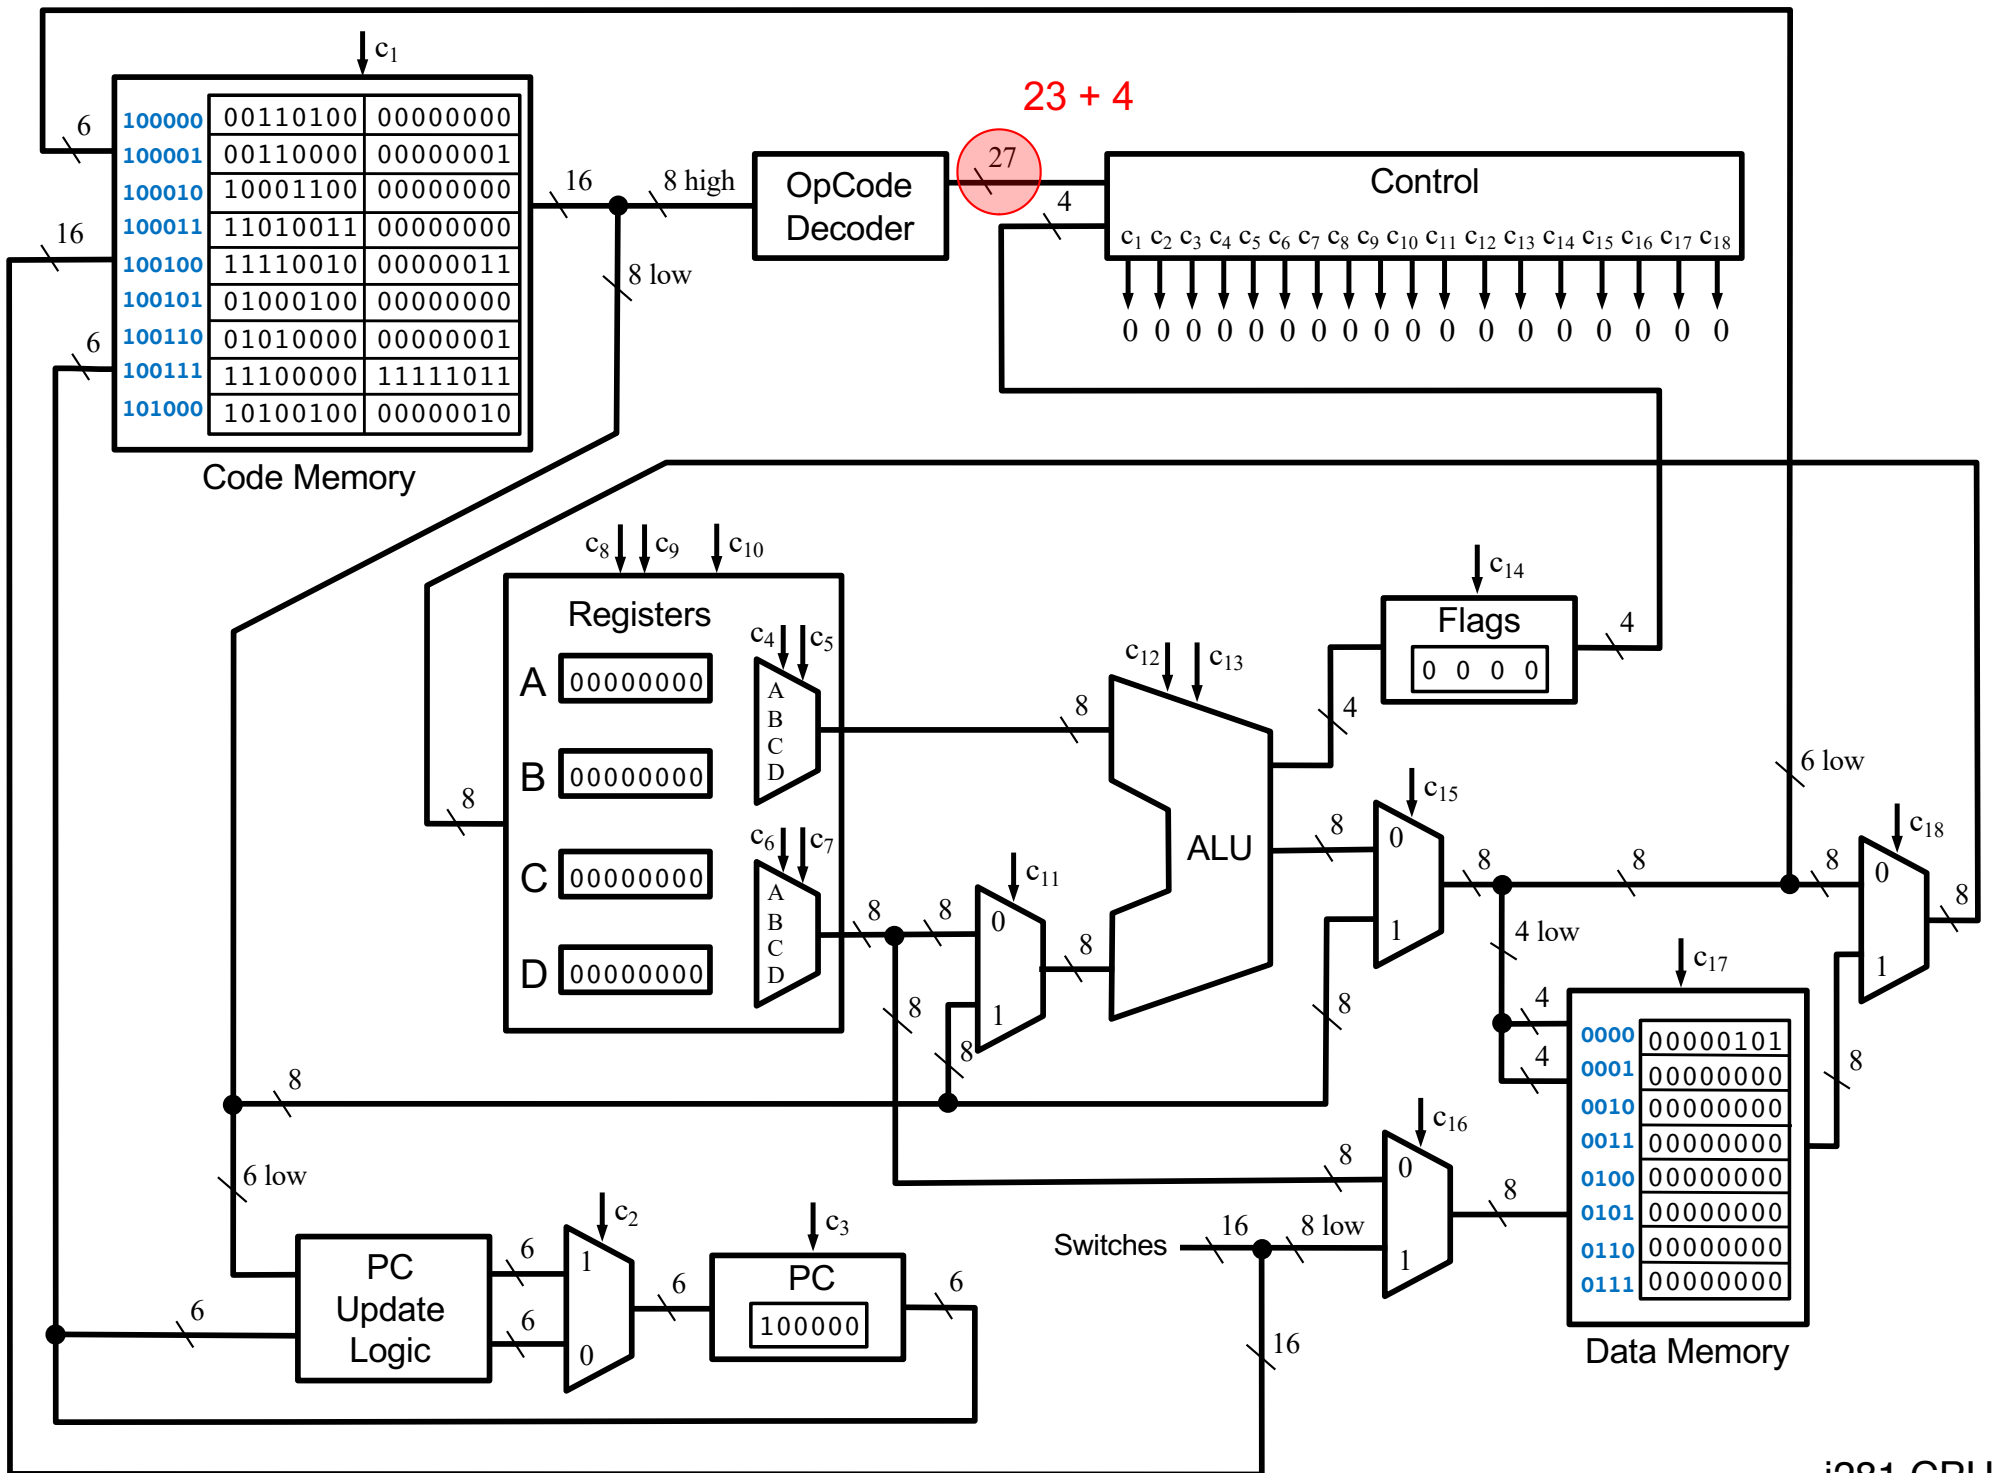 c1
23 + 4
6
100000 00110100 00000000
100001 00110000 00000001
100010 10001100 00000000
100011 11010011 00000000
100100 11110010 00000011
100101 01000100 00000000
100110 01010000 00000001
100111 11100000 11111011
101000 10100100 00000010
16
6
Code Memory
16
8 high
8 low
OpCode
Decoder
27
4
Control
c1 c2 c3 c4 c5 c6 c7 c8 c9 c10 c11 c12 c13 c14 c15 c16 c17 c18
0 0 0 0 0 0 0 0 0 0 0 0 0 0 0 0 0 0
c8 c9 c10
Registers
A 00000000
B 00000000
C 00000000
D 00000000
8
c4 c5
A
B
C
D
c6 c7
A
B
C
D
8
8
8
8
c11
0
1
8
8
8
c12 c13
ALU
c14
Flags
0 0 0 0
4
4
8
c15
0
1
8
8
8
6 low
8
c18
0
1
8
4 low
4
4
c17
0000 00000101
0001 00000000
0010 00000000
0011 00000000
0100 00000000
0101 00000000
0110 00000000
0111 00000000
Data Memory
8
8
c16
0
1
8
8
Switches
16
8 low
16
6 low
6
PC
Update
Logic
6
6
c2
1
0
6
c3
PC
100000
6